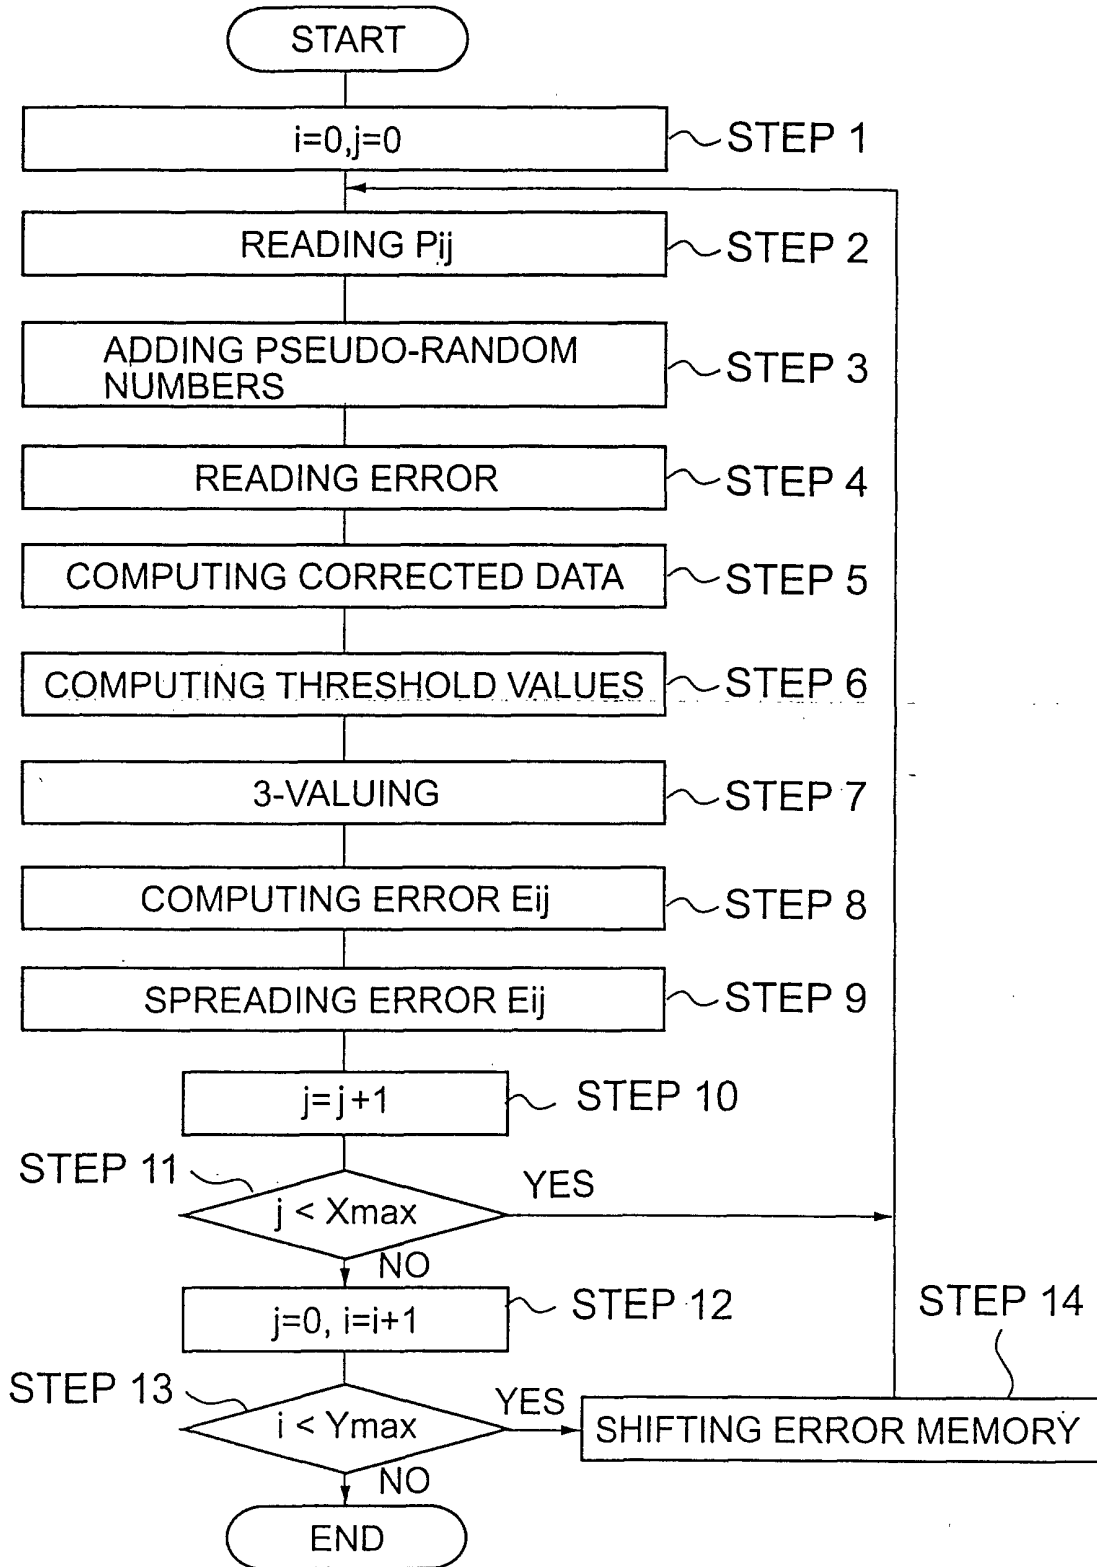 START
i=0,j=0
STEP 1
READING Pij
STEP 2
ADDING PSEUDO-RANDOM
NUMBERS
STEP 3
READING ERROR
STEP 4
COMPUTING CORRECTED DATA
STEP 5
COMPUTING THRESHOLD VALUES
STEP 6
3-VALUING
STEP 7
COMPUTING ERROR Eij
STEP 8
SPREADING ERROR Eij
STEP 9
j= j+1
STEP 10
STEP 11
j < Xmax
YES
NO
j=0, i=i+1
STEP 12
STEP 14
STEP 13
i < Ymax
YES
SHIFTING ERROR MEMORY
NO
END